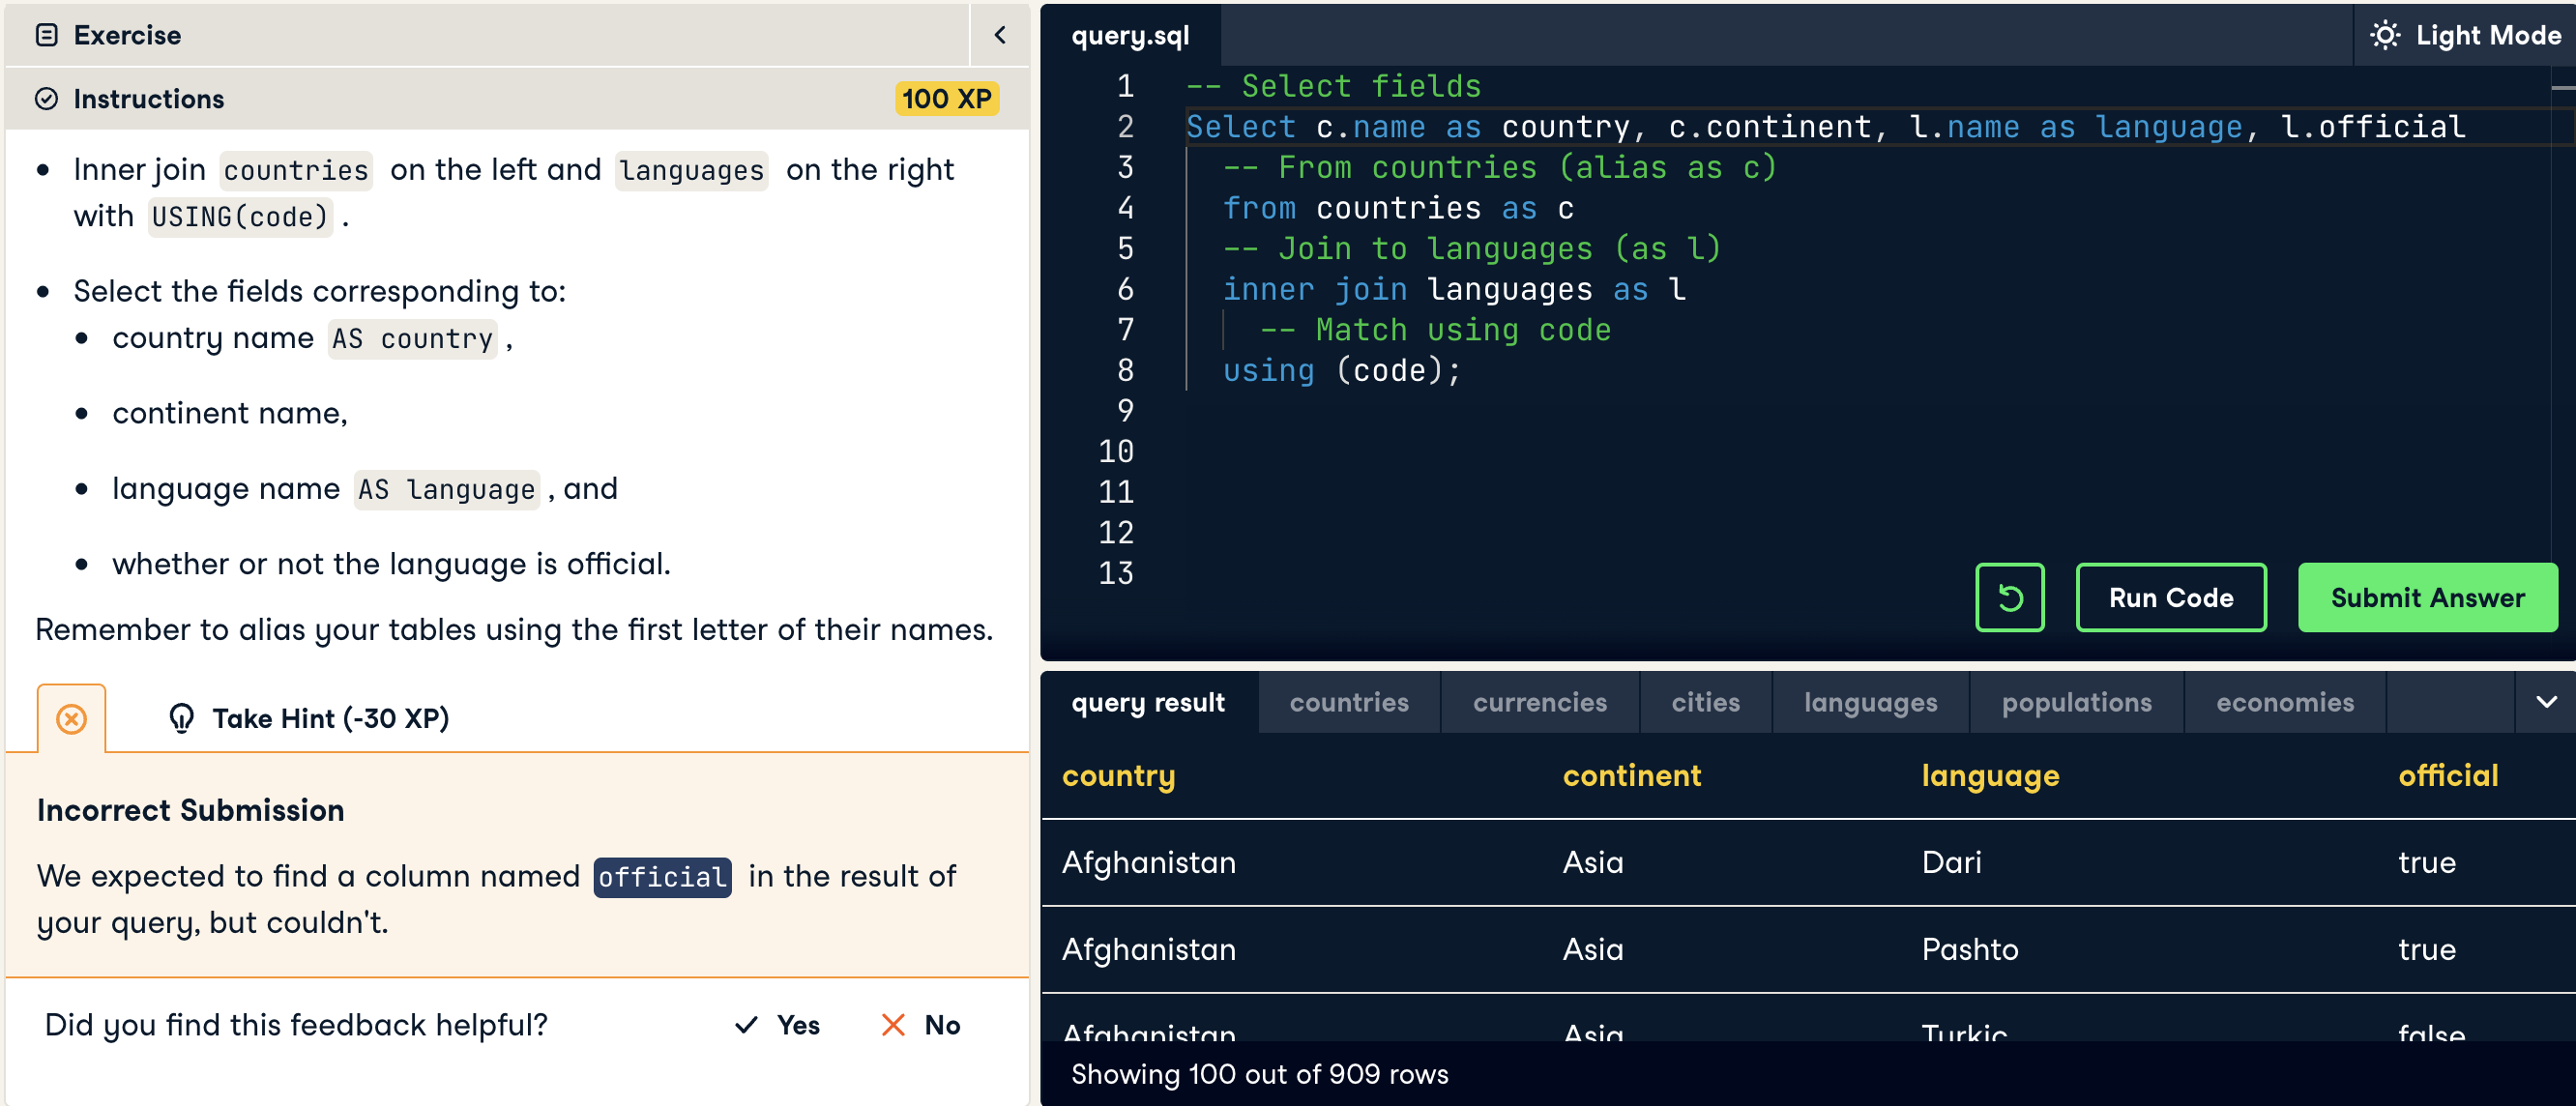 Exercise
Instructions
100 XP
• Inner join countries on the left and languages on the right
with USING(code) .
• Select the fields corresponding to:
• country name AS country ,
• continent name,
• language name AS language , and
• whether or not the language is official.
Remember to alias your tables using the first letter of their names.
Take Hint (-30 XP)
Incorrect Submission
We expected to find a column named official in the result of
your query, but couldn't.
Did you find this feedback helpful?
Yes
No
query.sql
Light Mode
1 -- Select fields
2 Select c.name as country, c.continent, l.name as language, l.official
3 -- From countries (alias as c)
4 from countries as c
5 -- Join to languages (as l)
6 inner join languages as l
7 -- Match using code
8 using (code);
9
10
11
12
13
Run Code
Submit Answer
query result countries currencies cities languages populations economies
country continent language official
Afghanistan Asia Dari true
Afghanistan Asia Pashto true
Afghanistan Asia Turkic false
Showing 100 out of 909 rows